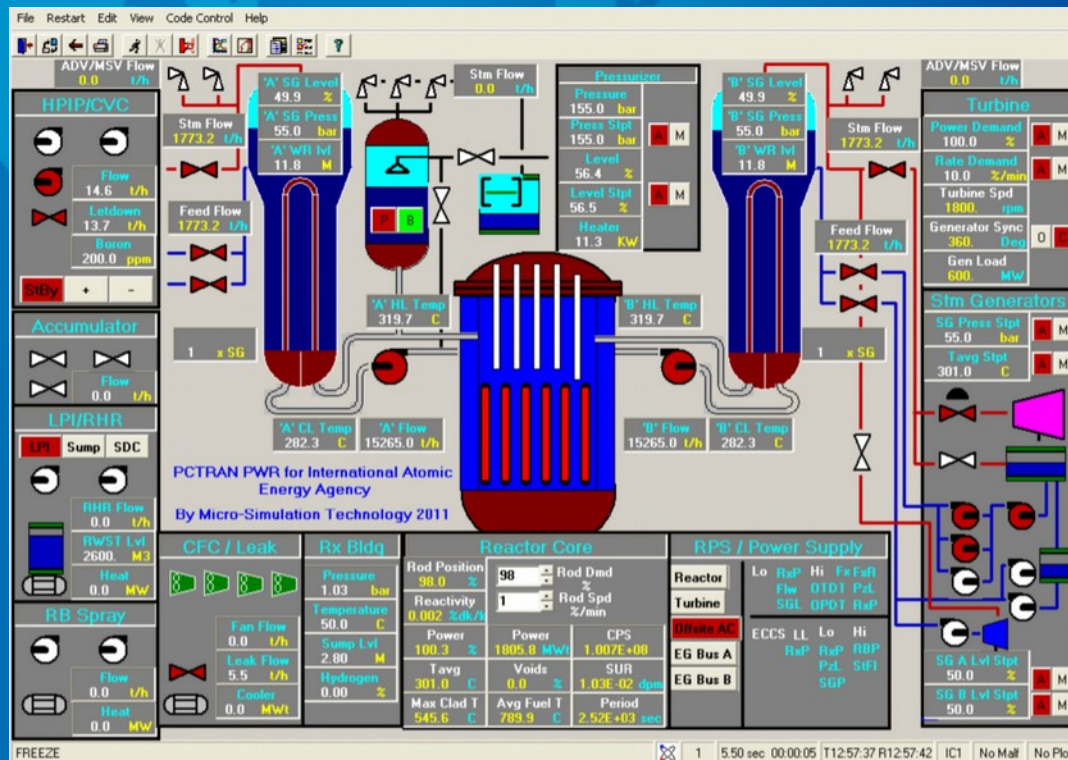 File Restart Edit View Code Control Help
ADV/MSV Flow
0.0 t/h
HPIP/CVC
Flow
14.6 t/h
Letdown
13.7 t/h
Boron
200.0 ppm
StBy + -
Accumulator
Flow
0.0 t/h
LPI/RHR
LPI Sump SDC
RHR Flow
0.0 t/h
RWST Lvl
2600. M3
Heat
0.0 MW
RB Spray
Flow
0.0 t/h
Heat
0.0 MW
Stm Flow
1773.2 t/h
Feed Flow
1773.2 t/h
1 x SG
'A' SG Level
49.9 %
'A' SG Press
55.0 bar
'A' WR lvl
11.8 M
Stm Flow
0.0 t/h
P B
'A' HL Temp
319.7 C
'A' CL Temp
282.3 C
'A' Flow
15265.0 t/h
Pressurizer
Pressure
155.0 bar
Press Stpt
155.0 bar
A M
Level
56.4 %
Level Stpt
56.5 %
A M
Heater
11.3 KW
'B' SG Level
49.9 %
'B' SG Press
55.0 bar
'B' WR lvl
11.8 M
'B' HL Temp
319.7 C
'B' Flow
15265.0 t/h
'B' CL Temp
282.3 C
Stm Flow
1773.2 t/h
Feed Flow
1773.2 t/h
1 x SG
PCTRAN PWR for International Atomic
Energy Agency
By Micro-Simulation Technology 2011
ADV/MSV Flow
0.0 t/h
Turbine
Power Demand
100.0 %
A M
Rate Demand
10.0 %/min
A M
Turbine Spd
1800. rpm
Generator Sync
360. Deg
O C
Gen Load
600. MW
Stm Generators
SG Press Stpt
55.0 bar
A M
Tavg Stpt
301.0 C
A M
SG A Lvl Stpt
50.0 %
A M
SG B Lvl Stpt
50.0 %
A M
CFC / Leak
Fan Flow
0.0 t/h
Leak Flow
5.5 t/h
Cooler
0.0 MWt
Rx Bldg
Pressure
1.03 bar
Temperature
50.0 C
Sump Lvl
2.80 M
Hydrogen
0.00 %
Reactor Core
Rod Position
98.0 %
98 Rod Dmd
%
Reactivity
0.002 %dk/k
1 Rod Spd
%/min
Power
100.3 %
Power
1805.8 MWt
CPS
1.007E+08
Tavg
301.0 C
Voids
0.0 %
SUR
1.03E-02 dpm
Max Clad T
545.6 C
Avg Fuel T
789.9 C
Period
2.52E+03 sec
RPS / Power Supply
Reactor
Turbine
Offsite AC
EG Bus A
EG Bus B
Lo RxP Hi Fx FxR
Flw OTDT PzL
SGL OPDT RxP
ECCS LL Lo Hi
RxP RxP RBP
PzL StFl
SGP
FREEZE 1 5.50 sec 00:00:05 T12:57:37 R12:57:42 IC1 No Malf No Plo